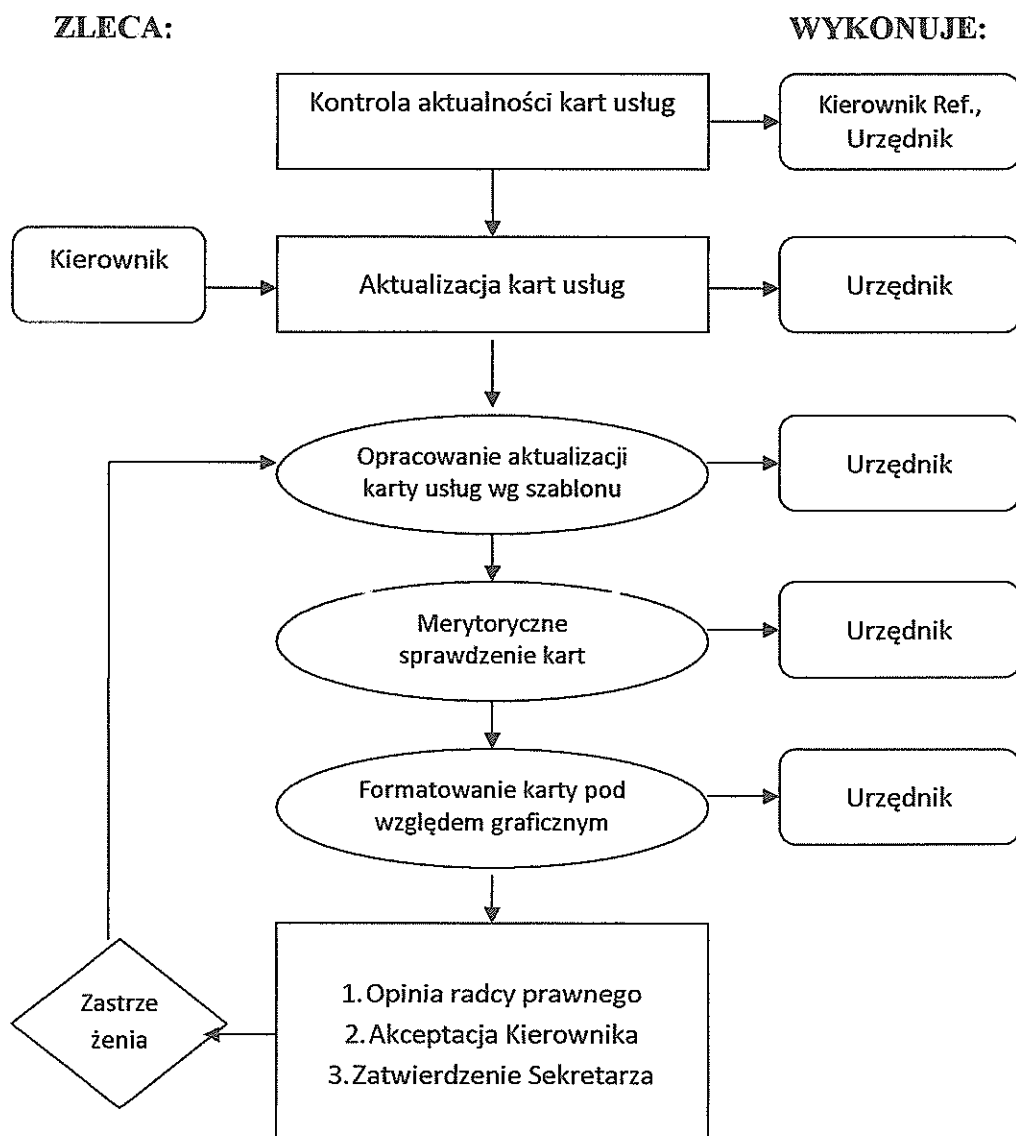 ZLECA:
WYKONUJE:
Kontrola aktualności kart usług
Kierownik Ref.,
Urzędnik
Kierownik
Aktualizacja kart usług
Urzędnik
Opracowanie aktualizacji
karty usług wg szablonu
Urzędnik
Merytoryczne
sprawdzenie kart
Urzędnik
Formatowanie karty pod
względem graficznym
Urzędnik
Zastrze
żenia
1.Opinia radcy prawnego
2.Akceptacja Kierownika
3.Zatwierdzenie Sekretarza